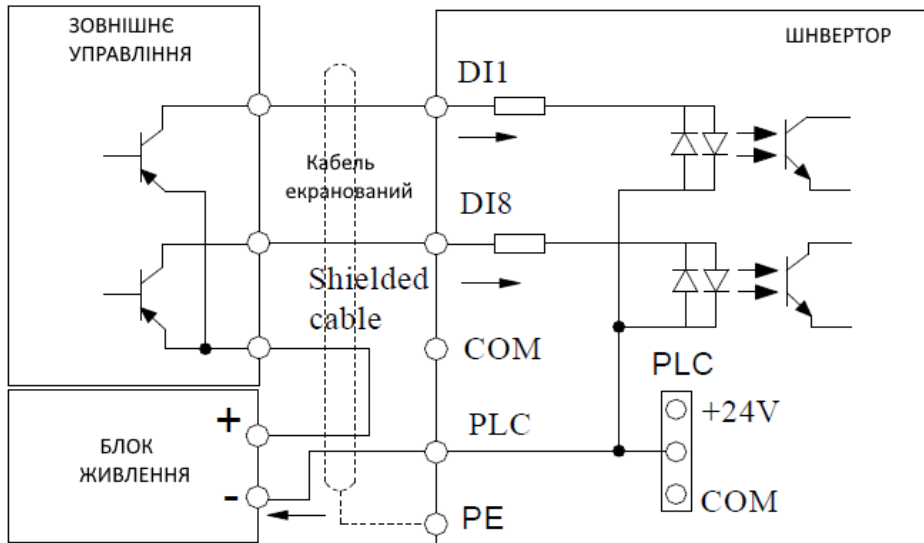 ЗОВНІШНЄ
УПРАВЛІННЯ
ШНВЕРТОР
DI1
Кабель
екранований
DI8
Shielded
cable
COM
PLC
+24V
PLC
COM
+
БЛОК
ЖИВЛЕННЯ
-
PE